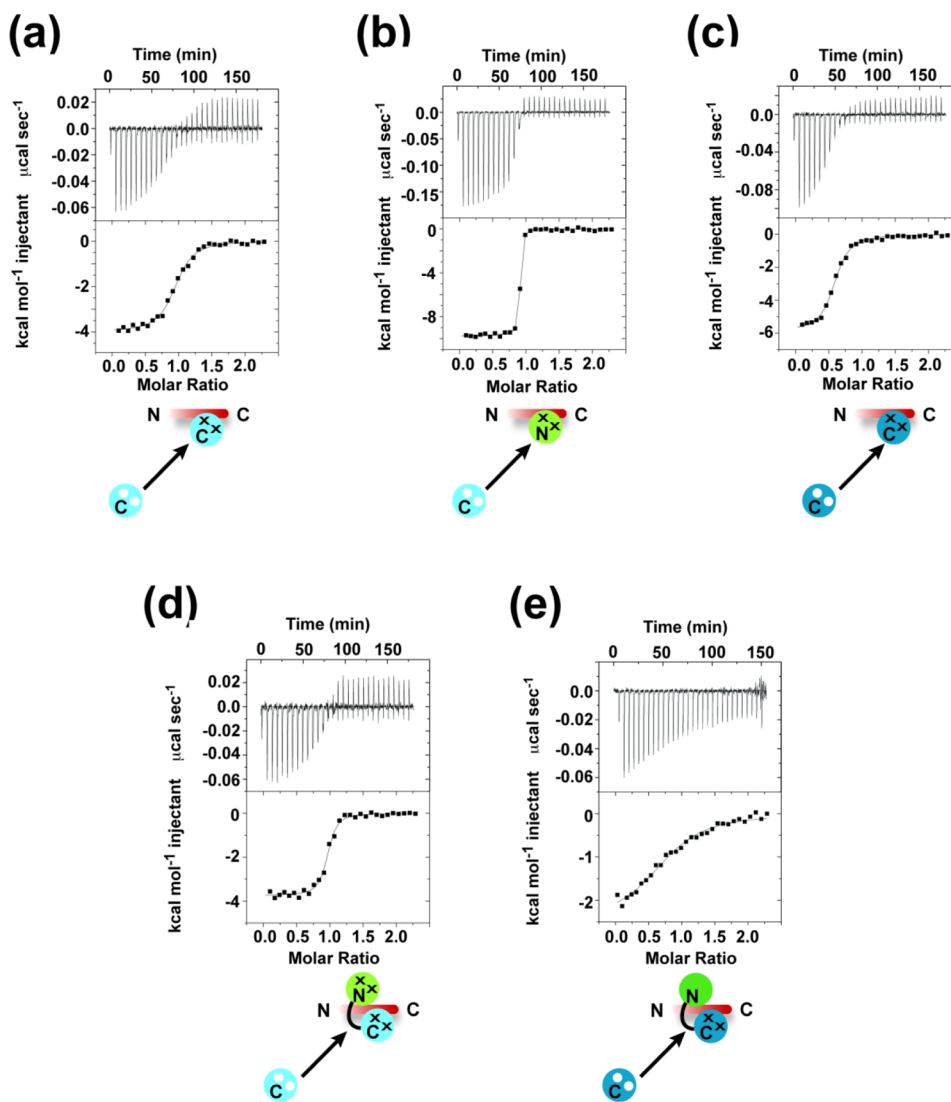 (a)
Time (min)
0 50 100 150
0.02
0.0
-0.02
-0.04
-0.06
μcal sec-1
0
-2
-4
kcal mol-1 injectant
0.0 0.5 1.0 1.5 2.0
Molar Ratio
N C
C x x
C
(b)
Time (min)
0 50 100 150
0.0
-0.05
-0.10
-0.15
μcal sec-1
0
-4
-8
kcal mol-1 injectant
0.0 0.5 1.0 1.5 2.0
Molar Ratio
N C
N x x
C
(c)
Time (min)
0 50 100 150
0.0
-0.04
-0.08
μcal sec-1
0
-2
-4
-6
kcal mol-1 injectant
0.0 0.5 1.0 1.5 2.0
Molar Ratio
N C
C x x
C
(d)
Time (min)
0 50 100 150
0.02
0.0
-0.02
-0.04
-0.06
μcal sec-1
0
-2
-4
kcal mol-1 injectant
0.0 0.5 1.0 1.5 2.0
Molar Ratio
N x x
N C
C x x
C
(e)
Time (min)
0 50 100 150
0.0
-0.02
-0.04
-0.06
μcal sec-1
0
-1
-2
kcal mol-1 injectant
0.0 0.5 1.0 1.5 2.0
Molar Ratio
N
N C
C x x
C